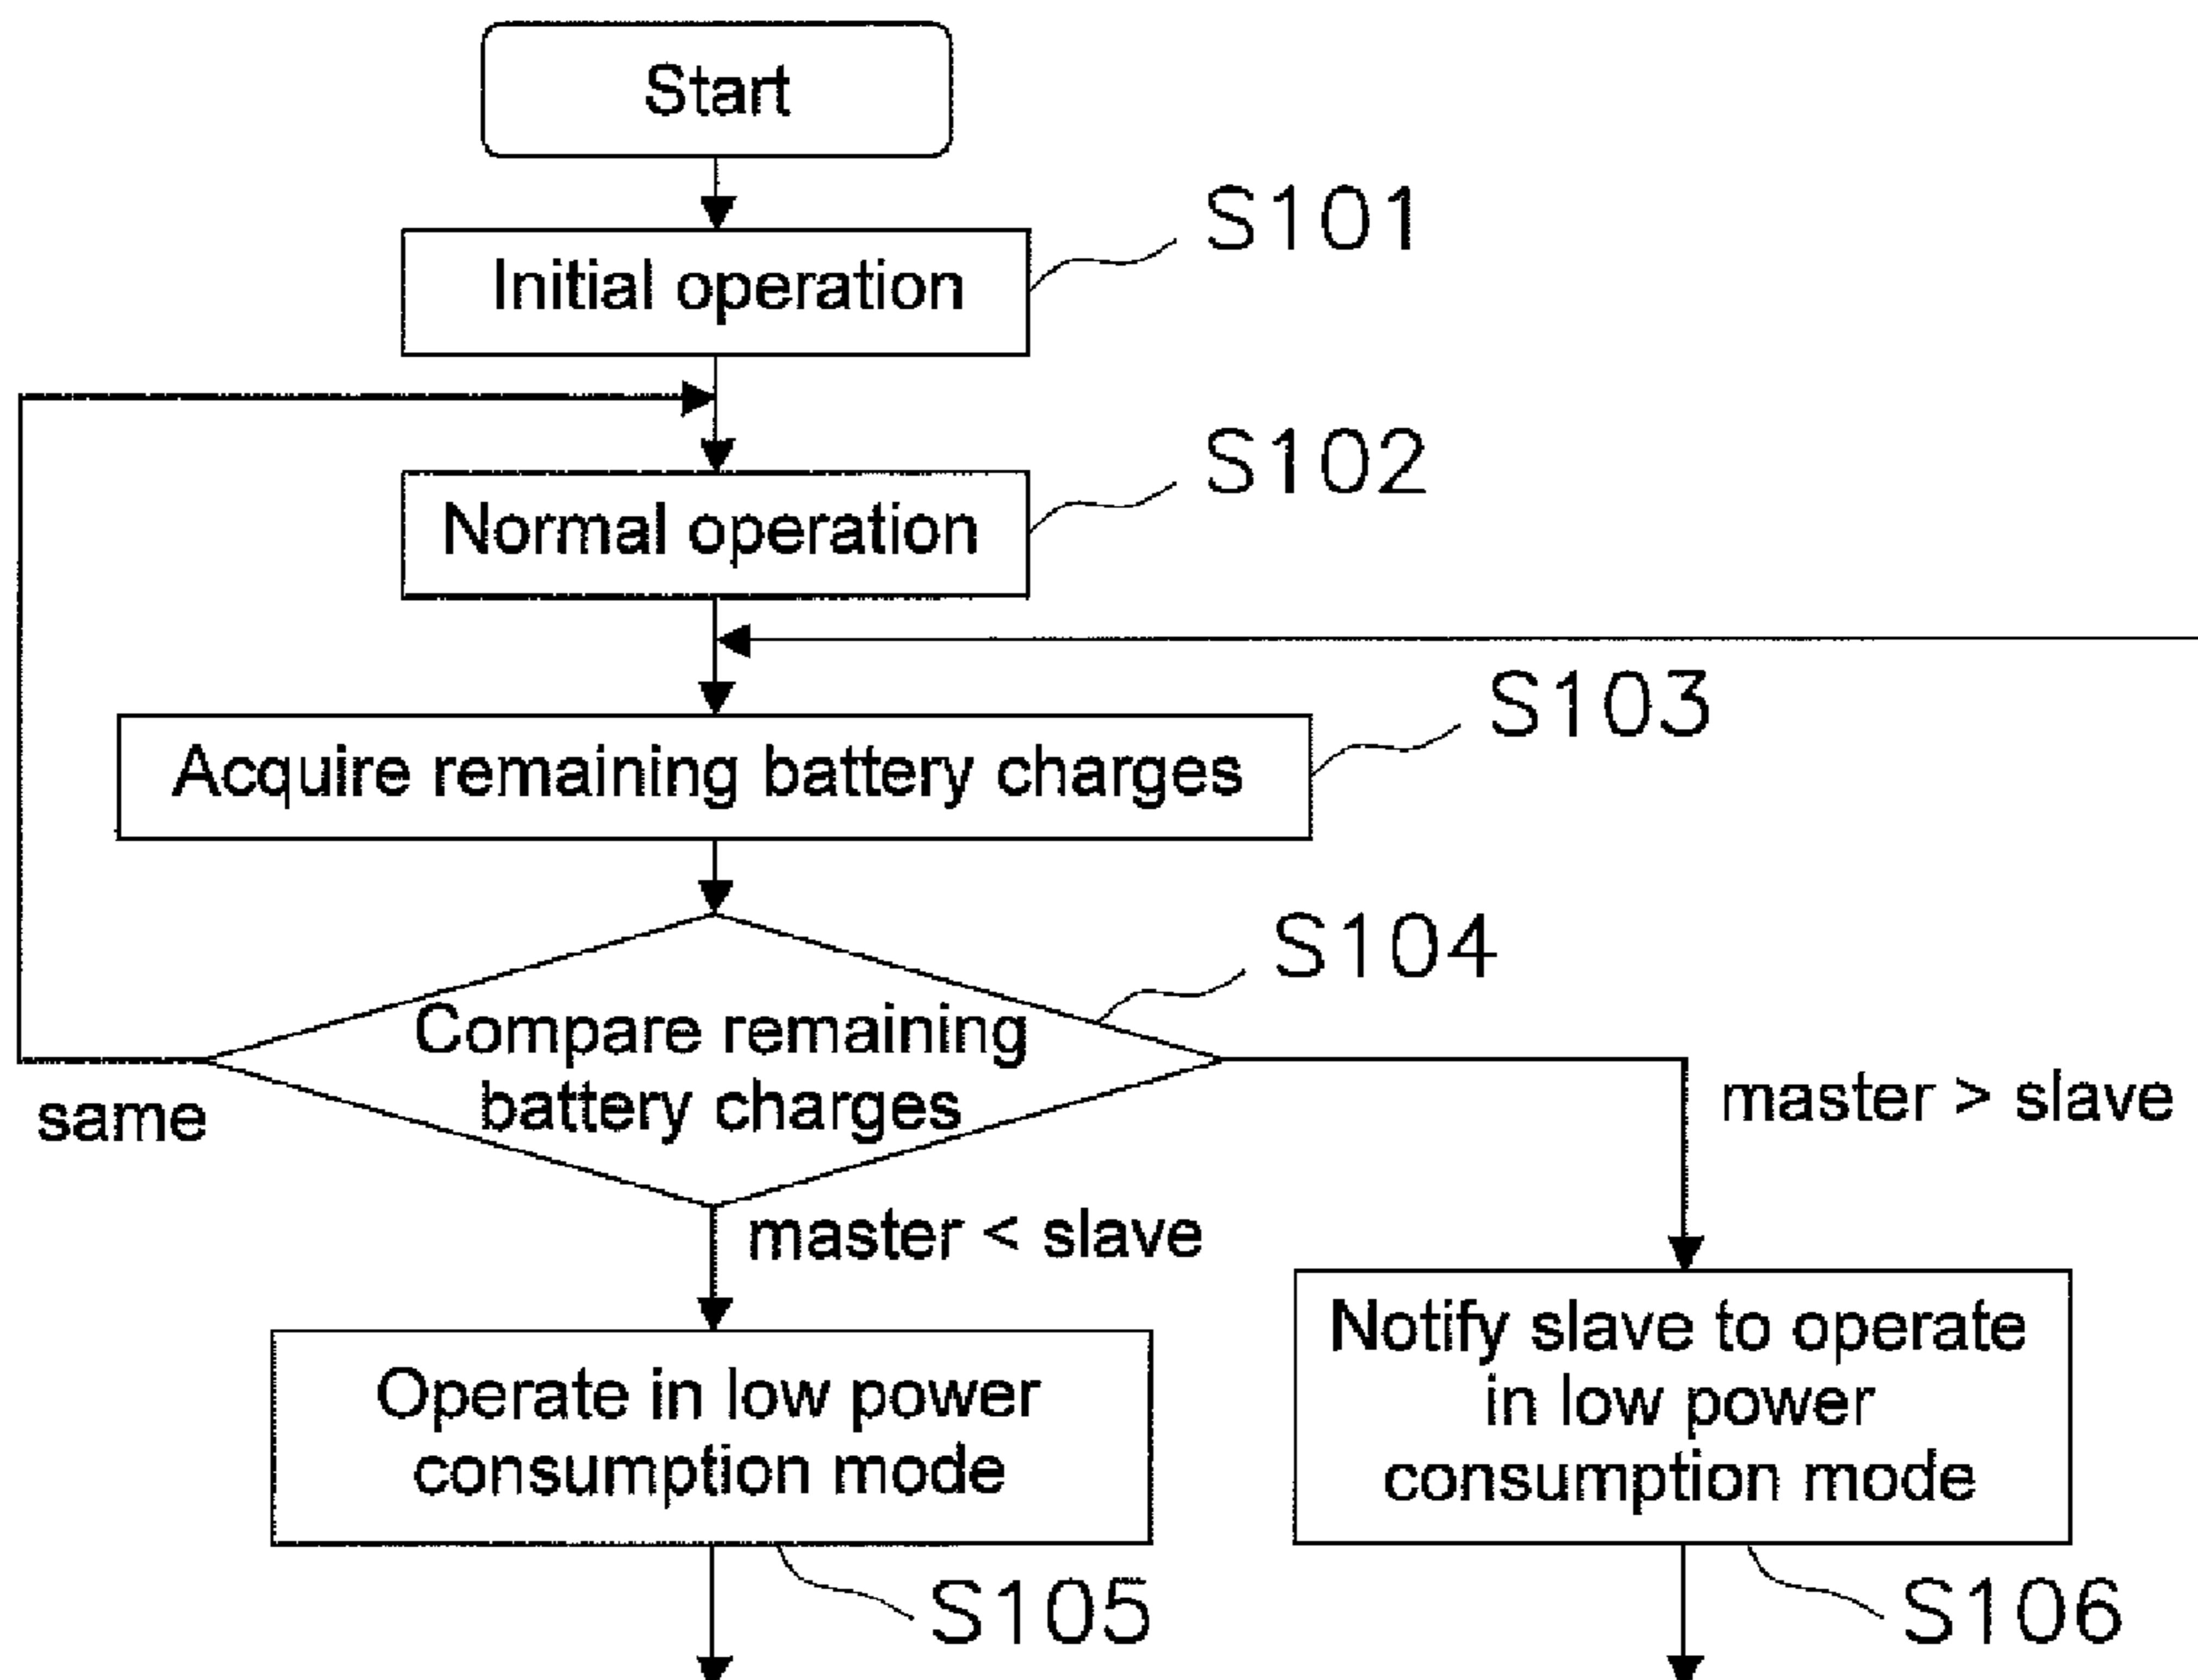 Start
S101
Initial operation
S102
Normal operation
S103
Acquire remaining battery charges
S104
Compare remaining
battery charges
same
master > slave
master < slave
Operate in low power
consumption mode
Notify slave to operate
in low power
consumption mode
S105
S106